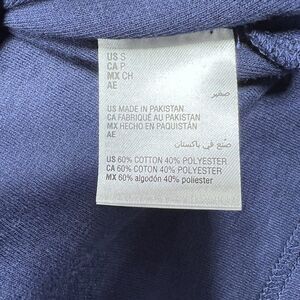 US S
CA P
MX CH
AE
صغير
US MADE IN PAKISTAN
CA FABRIQUÉ AU PAKISTAN
MX HECHO EN PAQUISTÁN
AE
صنع في باكستان
US 60% COTTON 40% POLYESTER
CA 60% COTON 40% POLYESTER
MX 60% algodón 40% poliester